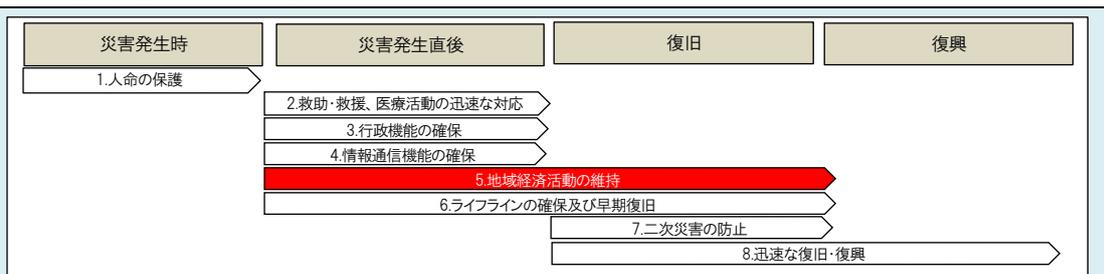 災害発生時
災害発生直後
復旧
復興
1.人命の保護
2.救助・救援、医療活動の迅速な対応
3.行政機能の確保
4.情報通信機能の確保
5.地域経済活動の維持
6.ライフラインの確保及び早期復旧
7.二次災害の防止
8.迅速な復旧・復興